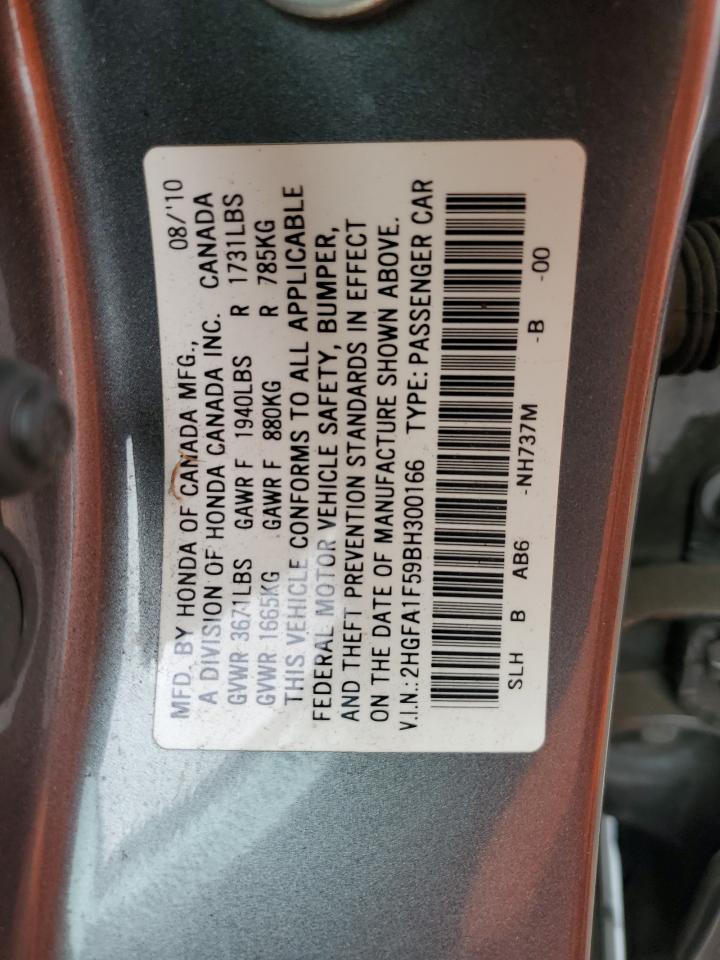 MFD. BY HONDA OF CANADA MFG., 08/'10
A DIVISION OF HONDA CANADA INC. CANADA
GVWR 3671LBS GAWR F 1940LBS R 1731LBS
GVWR 1665KG GAWR F 880KG R 785KG
THIS VEHICLE CONFORMS TO ALL APPLICABLE
FEDERAL MOTOR VEHICLE SAFETY, BUMPER,
AND THEFT PREVENTION STANDARDS IN EFFECT
ON THE DATE OF MANUFACTURE SHOWN ABOVE.
V.I.N.: 2HGFA1F59BH300166 TYPE: PASSENGER CAR
SLH B AB6 -NH737M -B -00